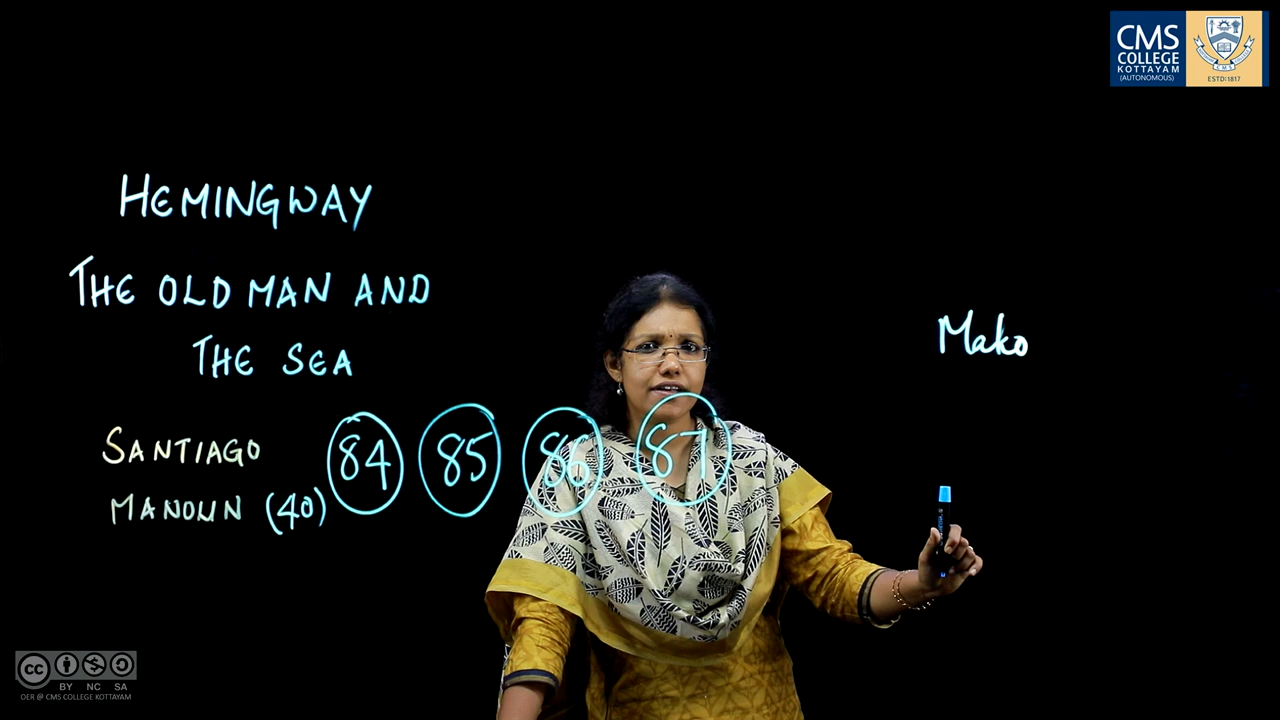 CMS
COLLEGE
KOTTAYAM
(AUTONOMOUS)
ESTD:1817
HEMINGWAY
THE OLD MAN AND
THE SEA
Mako
SANTIAGO
84 85 86 87
MANOLIN (40)
cc
BY NC SA
OER @ CMS COLLEGE KOTTAYAM